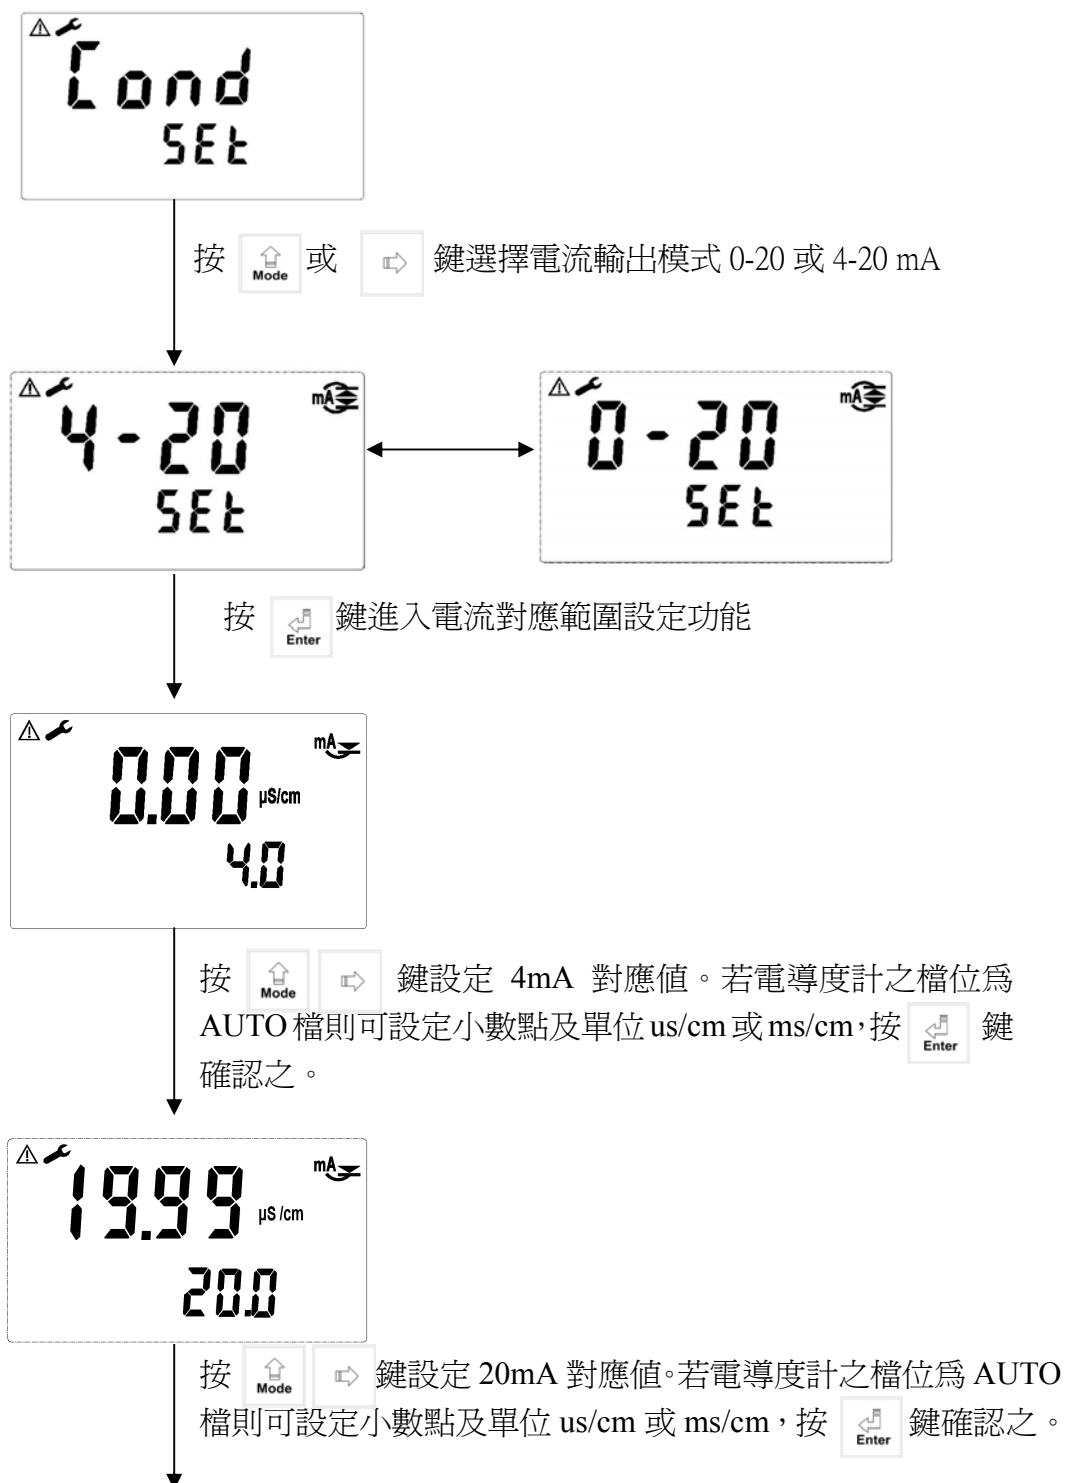 Cond
SEt
按 Mode 或 鍵選擇電流輸出模式 0-20 或 4-20 mA
4-20 mA
SEt
0-20 mA
SEt
按 Enter 鍵進入電流對應範圍設定功能
mA
0.00 µS/cm
4.0
按 Mode 鍵設定 4mA 對應值。若電導度計之檔位爲
AUTO 檔則可設定小數點及單位 us/cm 或 ms/cm，按 Enter 鍵
確認之。
mA
19.99 µS/cm
20.0
按 Mode 鍵設定 20mA 對應值。若電導度計之檔位爲 AUTO
檔則可設定小數點及單位 us/cm 或 ms/cm，按 Enter 鍵確認之。